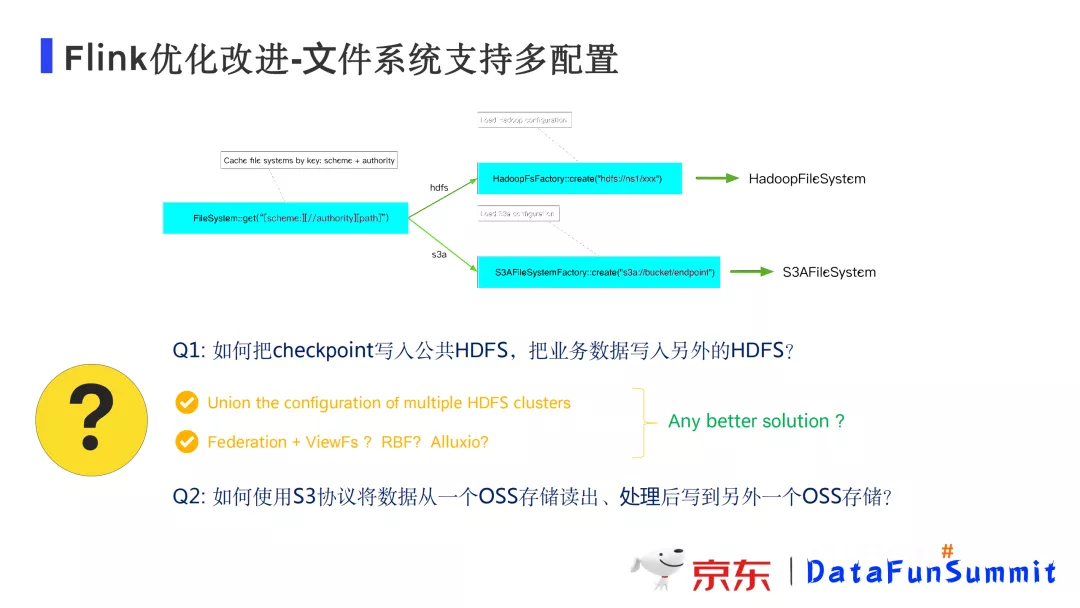 Flink优化改进-文件系统支持多配置
Load Hadoop configuration
Cache file systems by key: scheme + authority
hdfs
HadoopFsFactory::create("hdfs://ns1/xxx")
HadoopFileSystem
Load S3a configuration
FileSystem::get("[scheme:][//authority][path]")
s3a
S3AFileSystemFactory::create("s3a://bucket/endpoint")
S3AFileSystem
Q1: 如何把checkpoint写入公共HDFS，把业务数据写入另外的HDFS？
?
Union the configuration of multiple HDFS clusters
Federation + ViewFs？ RBF? Alluxio?
Any better solution？
Q2: 如何使用S3协议将数据从一个OSS存储读出、处理后写到另外一个OSS存储？
京东
DataFunSummit
#